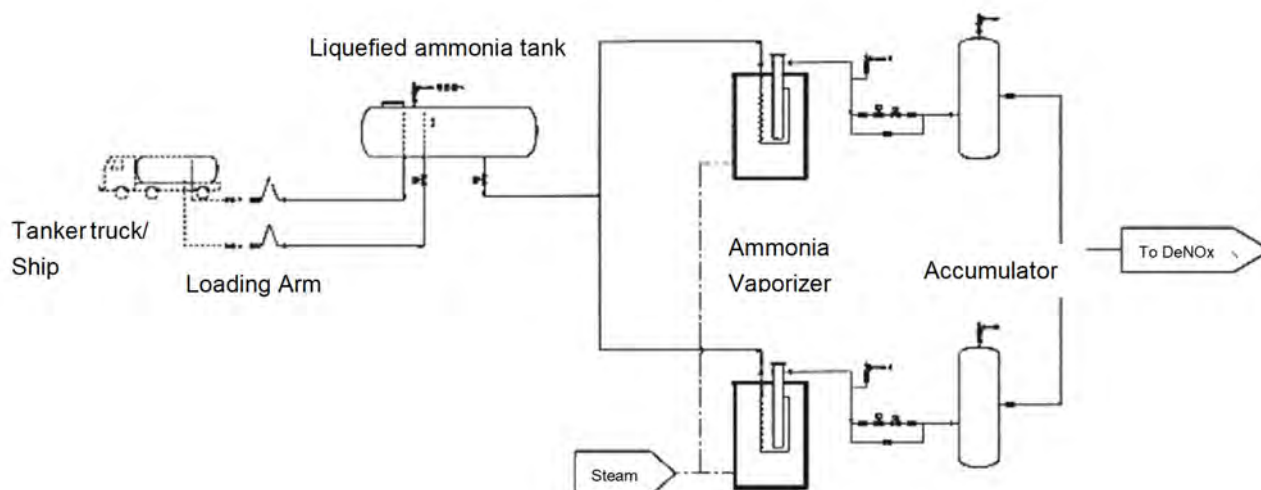 Liquefied ammonia tank
Tanker truck/
Ship
Loading Arm
Ammonia
Vaporizer
Accumulator
To DeNOx
Steam